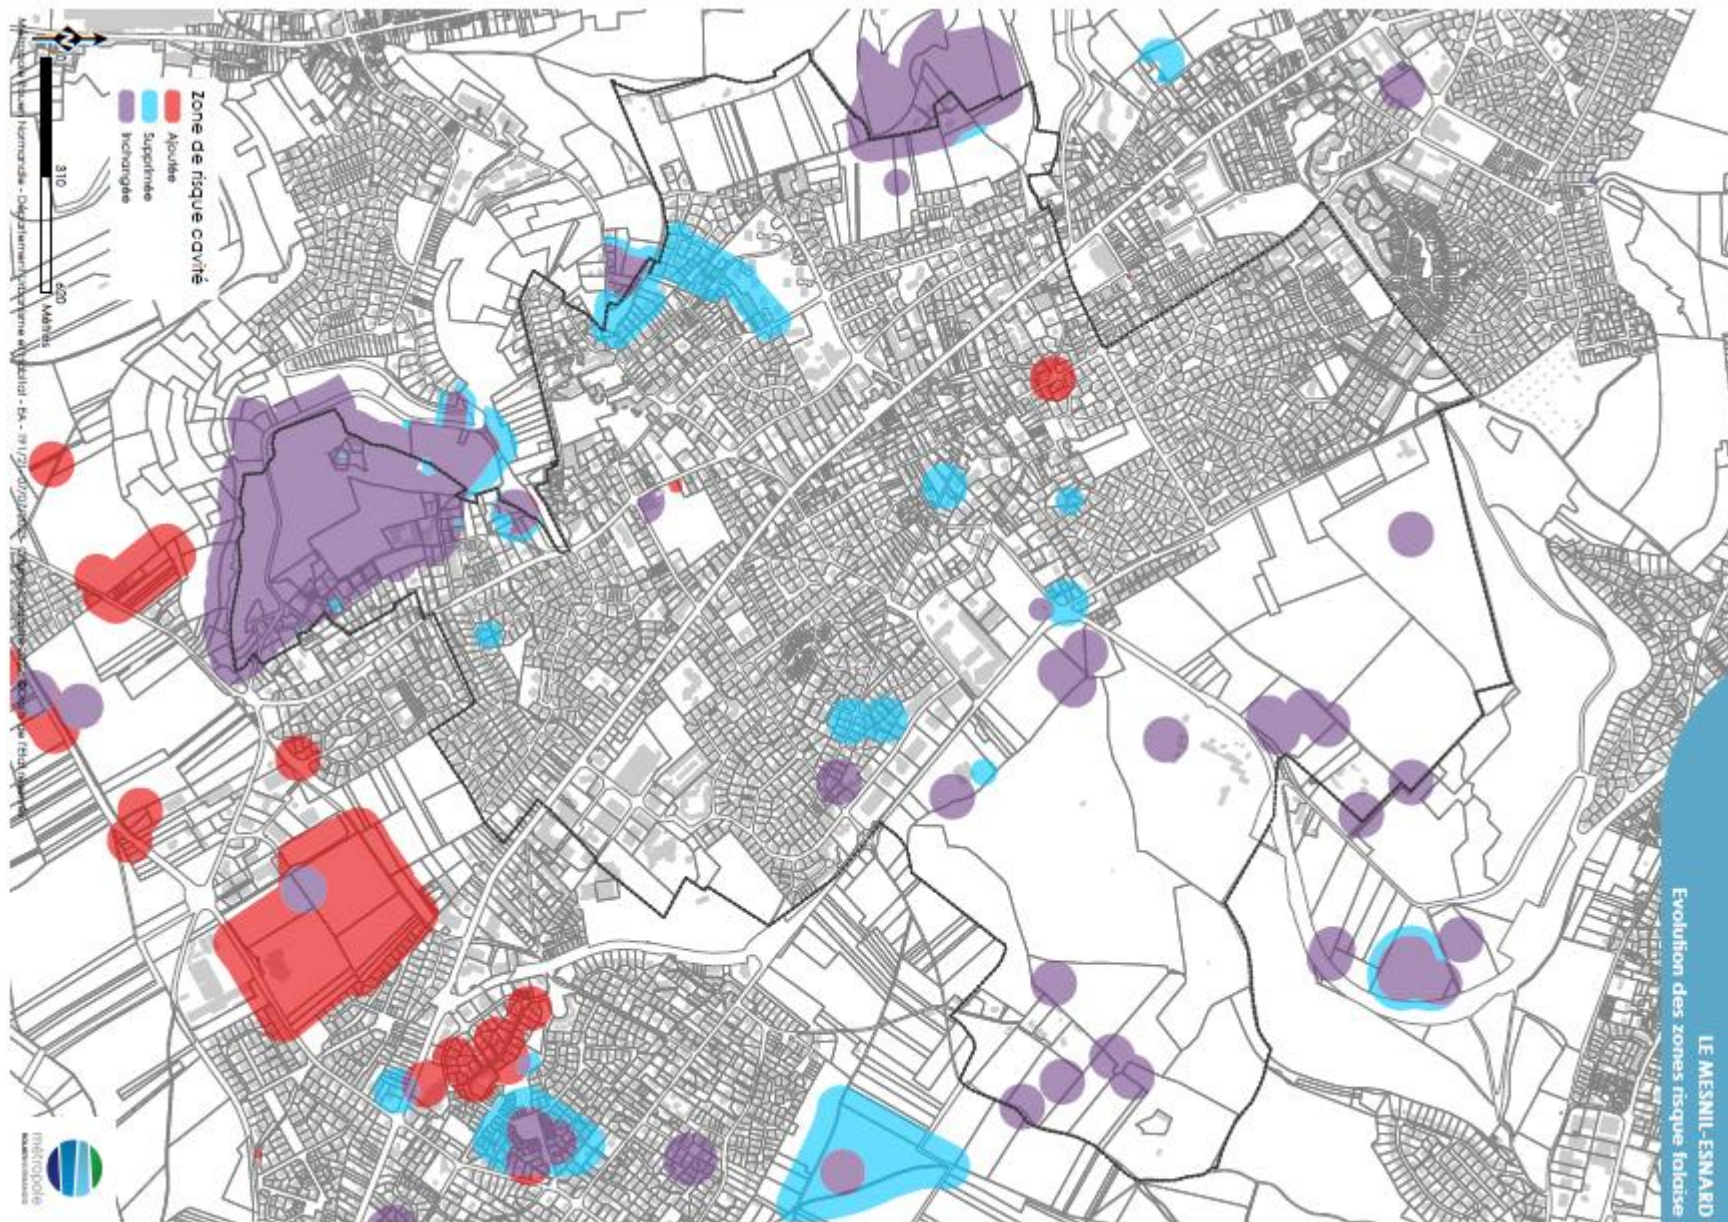 LE MESNIL-ESNARD
Evolution des zones risque falaise
Zone de risque cavité
Ajoutée
Supprimée
Inchangée
N
0
310
620
Mètres
métropole